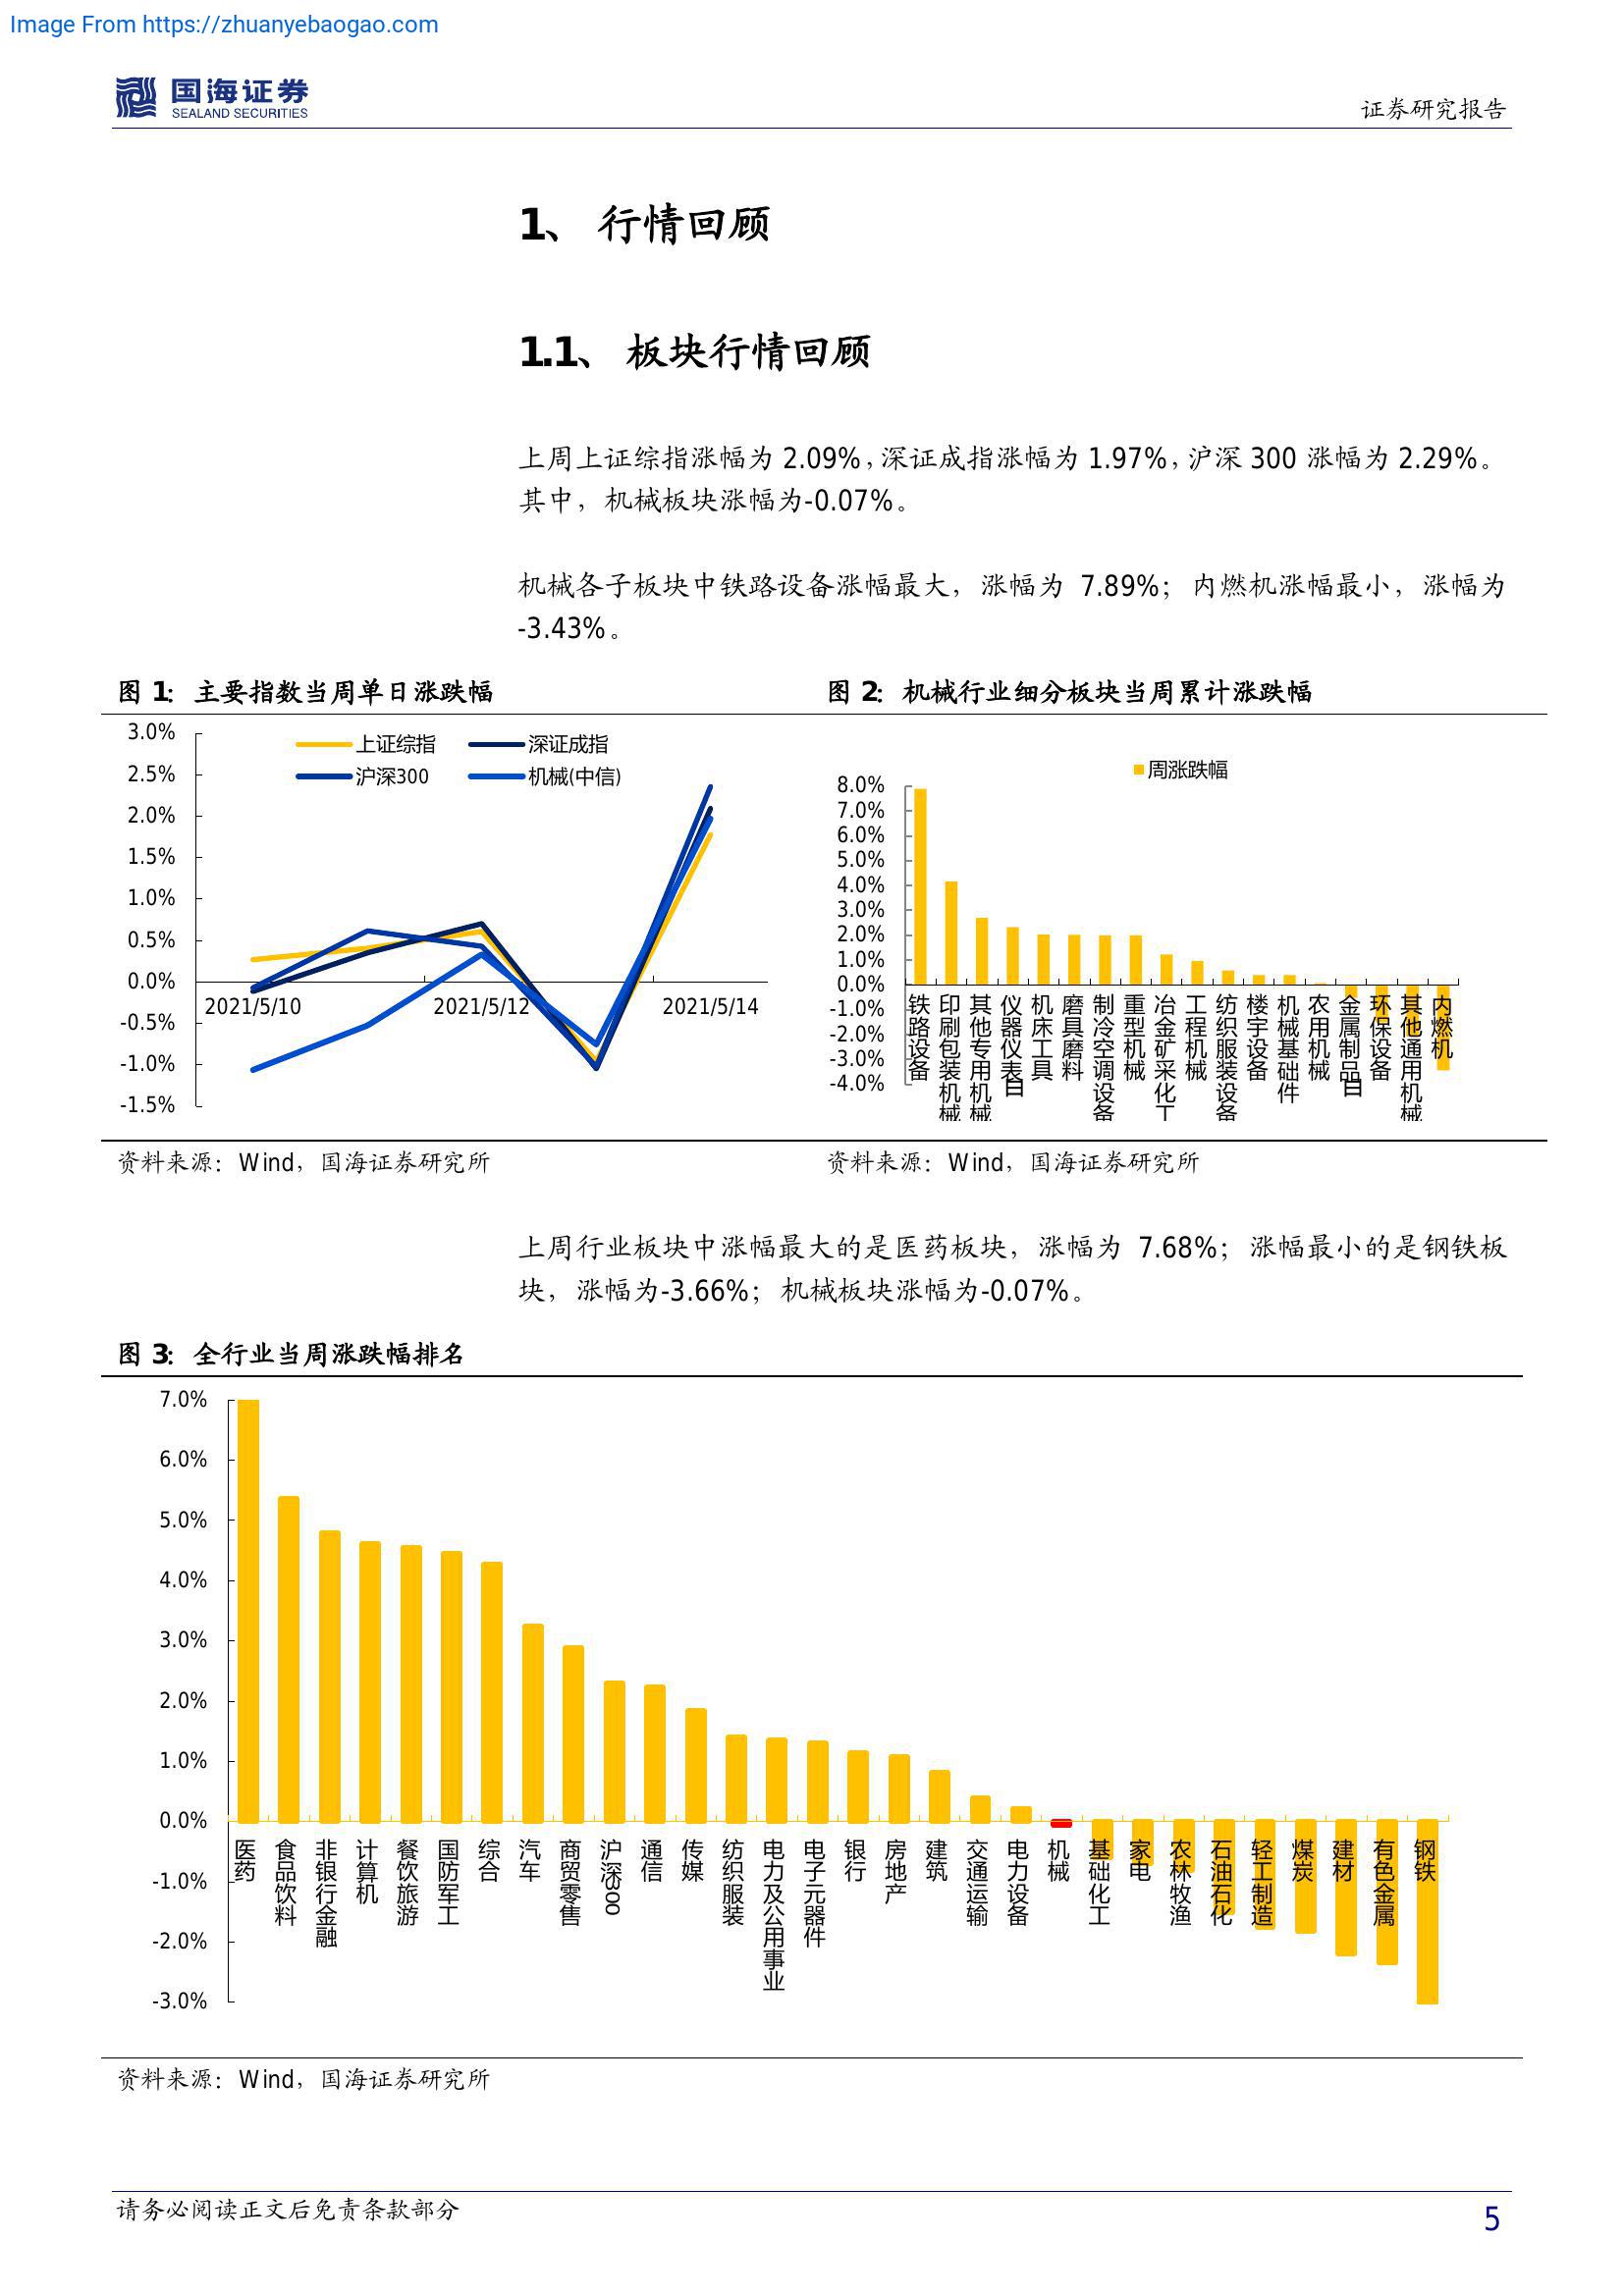 Image From https://zhuanyebaogao.com
国海证券
SEALAND SECURITIES
证券研究报告
1、 行情回顾
1.1、 板块行情回顾
上周上证综指涨幅为 2.09%，深证成指涨幅为 1.97%，沪深 300 涨幅为 2.29%。
其中，机械板块涨幅为-0.07%。
机械各子板块中铁路设备涨幅最大，涨幅为 7.89%；内燃机涨幅最小，涨幅为
-3.43%。
图 1：主要指数当周单日涨跌幅
上证综指 深证成指
沪深300 机械(中信)
3.0%
2.5%
2.0%
1.5%
1.0%
0.5%
0.0%
-0.5%
-1.0%
-1.5%
2021/5/10 2021/5/12 2021/5/14
资料来源：Wind，国海证券研究所
图 2：机械行业细分板块当周累计涨跌幅
周涨跌幅
8.0%
7.0%
6.0%
5.0%
4.0%
3.0%
2.0%
1.0%
0.0%
-1.0%
-2.0%
-3.0%
-4.0%
铁路设备
印刷包装机械
其他专用机械
仪器仪表
机床工具
磨具磨料
制冷空调设备
重型机械
冶金矿采化工
工程机械
纺织服装设备
楼宇设备
机械基础件
农用机械
金属制品
环保设备
其他通用机械
内燃机
资料来源：Wind，国海证券研究所
上周行业板块中涨幅最大的是医药板块，涨幅为 7.68%；涨幅最小的是钢铁板
块，涨幅为-3.66%；机械板块涨幅为-0.07%。
图 3：全行业当周涨跌幅排名
7.0%
6.0%
5.0%
4.0%
3.0%
2.0%
1.0%
0.0%
-1.0%
-2.0%
-3.0%
医药
食品饮料
非银行金融
计算机
餐饮旅游
国防军工
综合
汽车
商贸零售
沪深300
通信
传媒
纺织服装
电力及公用事业
电子元器件
银行
房地产
建筑
交通运输
电力设备
机械
基础化工
家电
农林牧渔
石油石化
轻工制造
煤炭
建材
有色金属
钢铁
资料来源：Wind，国海证券研究所
请务必阅读正文后免责条款部分
5